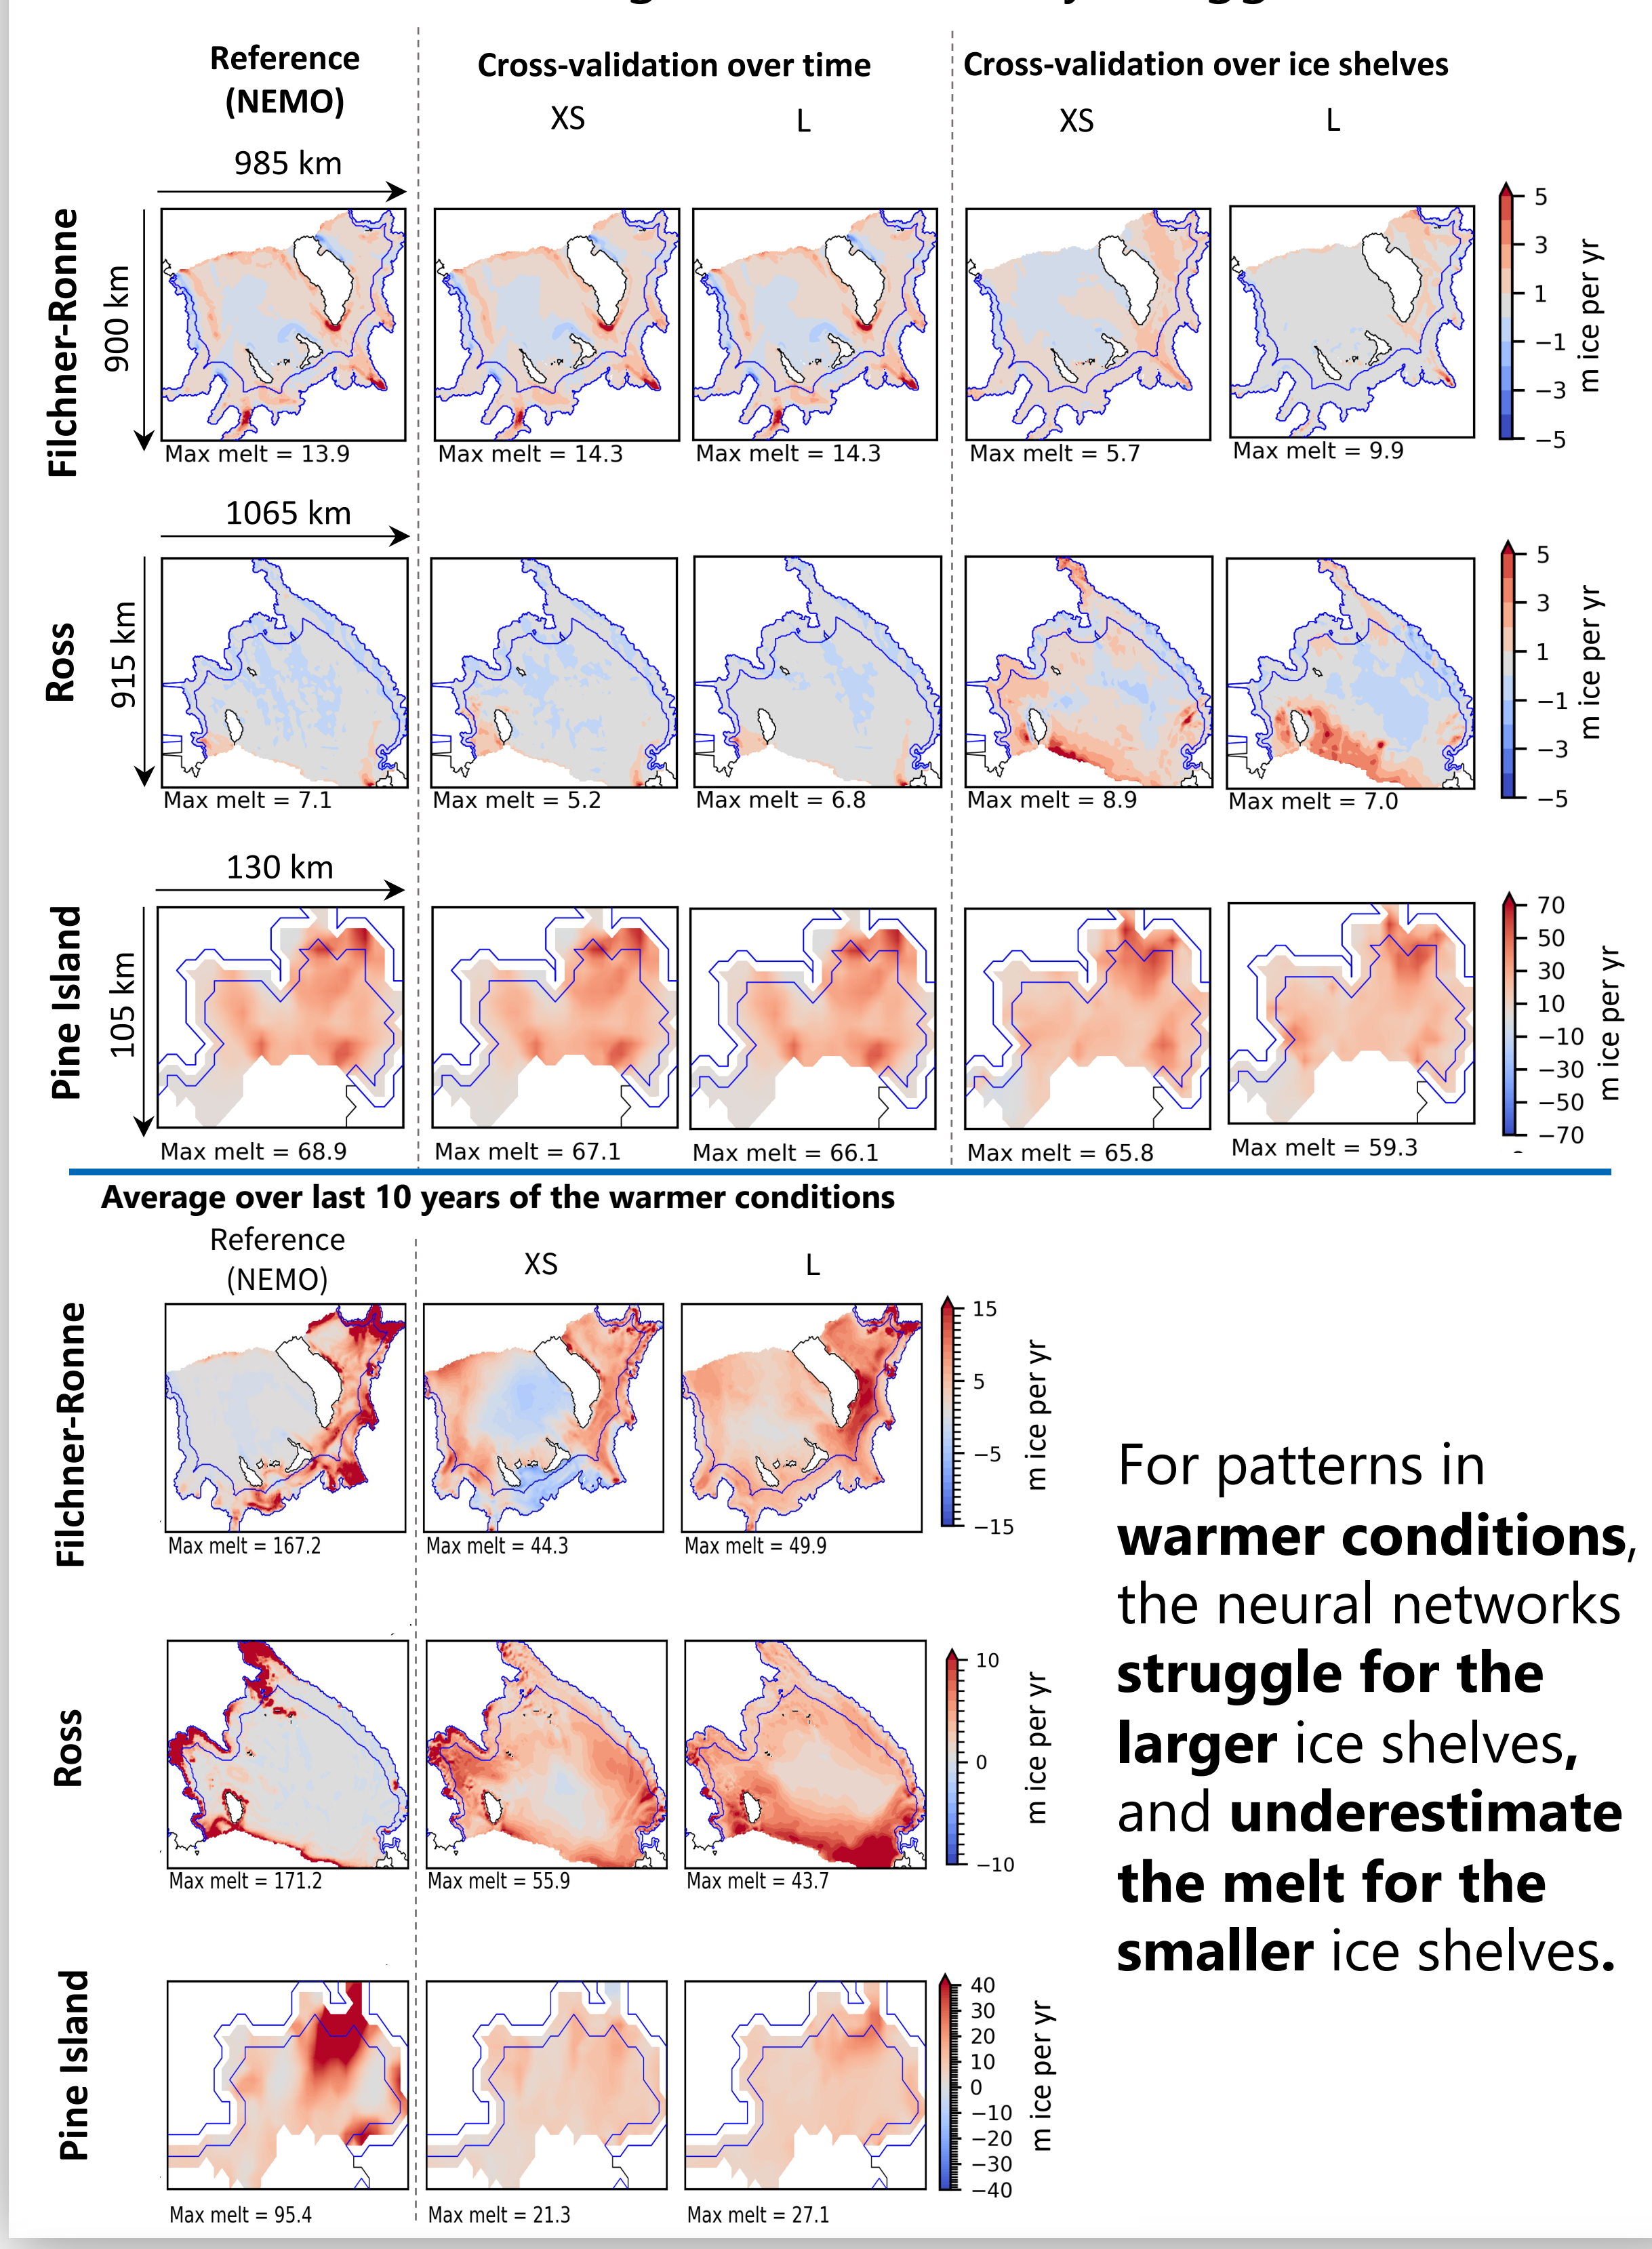 Reference
(NEMO)
Cross-validation over time
Cross-validation over ice shelves
XS
L
XS
L
985 km
Filchner-Ronne
900 km
Max melt = 13.9
Max melt = 14.3
Max melt = 14.3
Max melt = 5.7
Max melt = 9.9
5
3
1
−1
−3
−5
m ice per yr
1065 km
Ross
915 km
Max melt = 7.1
Max melt = 5.2
Max melt = 6.8
Max melt = 8.9
Max melt = 7.0
5
3
1
−1
−3
−5
m ice per yr
130 km
Pine Island
105 km
Max melt = 68.9
Max melt = 67.1
Max melt = 66.1
Max melt = 65.8
Max melt = 59.3
70
50
30
10
−10
−30
−50
−70
m ice per yr
Average over last 10 years of the warmer conditions
Reference
(NEMO)
XS
L
Filchner-Ronne
Max melt = 167.2
Max melt = 44.3
Max melt = 49.9
15
5
−5
−15
m ice per yr
Ross
Max melt = 171.2
Max melt = 55.9
Max melt = 43.7
10
0
−10
m ice per yr
Pine Island
Max melt = 95.4
Max melt = 21.3
Max melt = 27.1
40
30
20
10
0
−10
−20
−30
−40
m ice per yr
For patterns in
warmer conditions,
the neural networks
struggle for the
larger ice shelves,
and underestimate
the melt for the
smaller ice shelves.